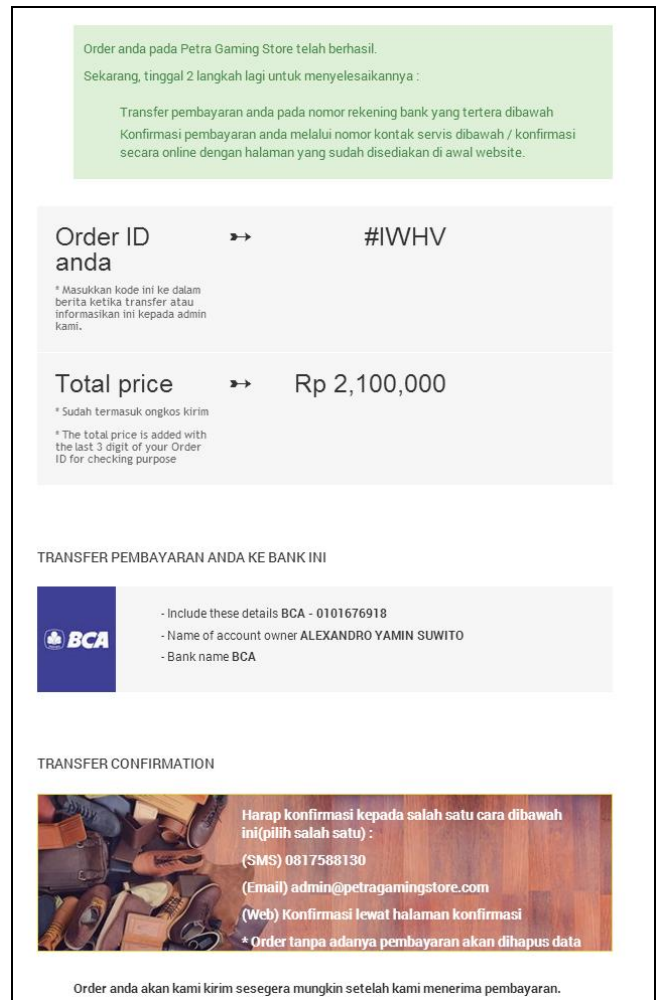 Order anda pada Petra Gaming Store telah berhasil.
Sekarang, tinggal 2 langkah lagi untuk menyelesaikannya :
Transfer pembayaran anda pada nomor rekening bank yang tertera dibawah
Konfirmasi pembayaran anda melalui nomor kontak servis dibawah / konfirmasi
secara online dengan halaman yang sudah disediakan di awal website.
Order ID ➳ #IWHV
anda
* Masukkan kode ini ke dalam
berita ketika transfer atau
informasikan ini kepada admin
kami.
Total price ➳ Rp 2,100,000
* Sudah termasuk ongkos kirim
* The total price is added with
the last 3 digit of your Order
ID for checking purpose
TRANSFER PEMBAYARAN ANDA KE BANK INI
BCA
- Include these details BCA - 0101676918
- Name of account owner ALEXANDRO YAMIN SUWITO
- Bank name BCA
TRANSFER CONFIRMATION
Harap konfirmasi kepada salah satu cara dibawah
ini(pilih salah satu) :
(SMS) 0817588130
(Email) admin@petragamingstore.com
(Web) Konfirmasi lewat halaman konfirmasi
* Order tanpa adanya pembayaran akan dihapus data
Order anda akan kami kirim sesegera mungkin setelah kami menerima pembayaran.